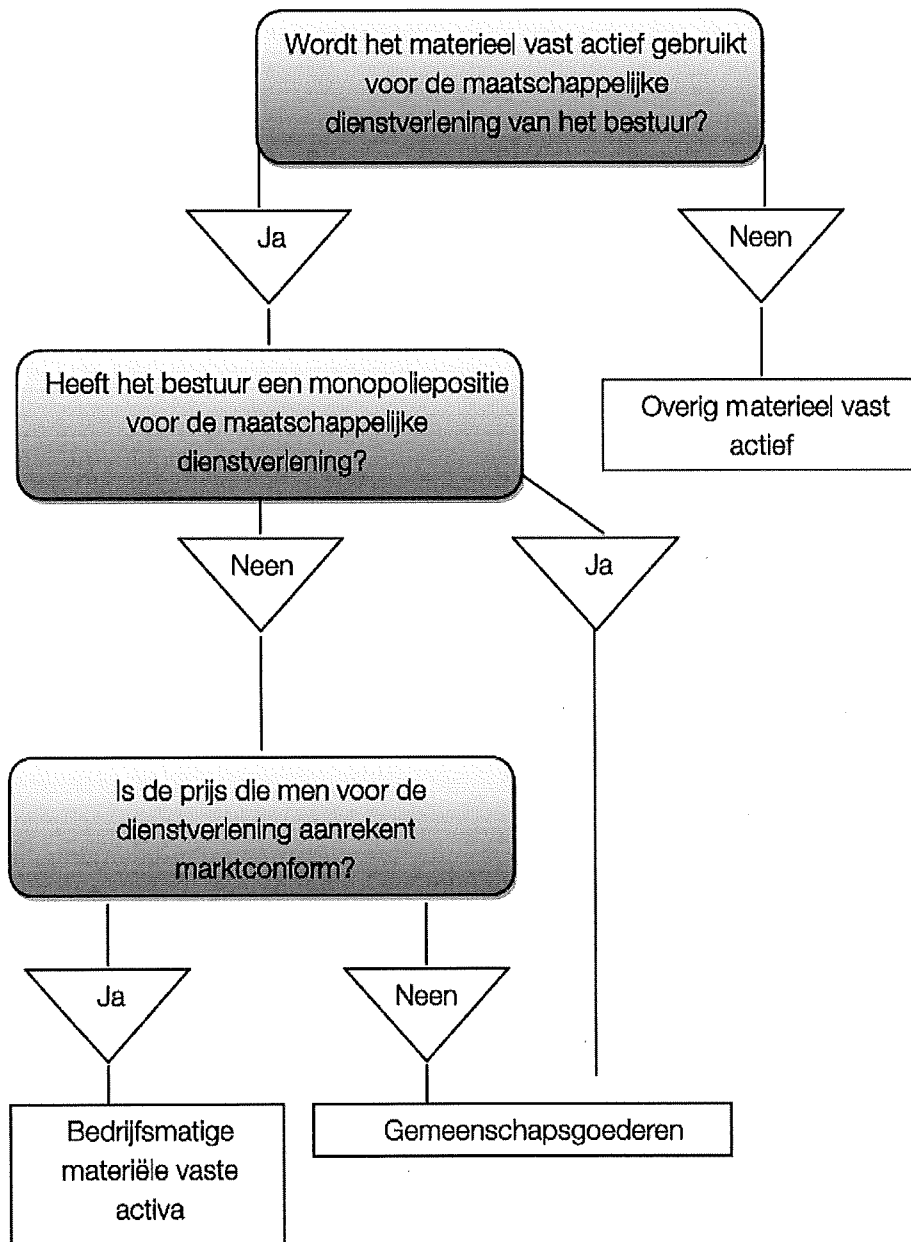 Wordt het materieel vast actief gebruikt
voor de maatschappelijke
dienstverlening van het bestuur?
Ja
Neen
Heeft het bestuur een monopoliepositie
voor de maatschappelijke
dienstverlening?
Overig materieel vast
actief
Neen
Ja
Is de prijs die men voor de
dienstverlening aanrekent
marktconform?
Ja
Neen
Bedrijfsmatige
materiële vaste
activa
Gemeenschapsgoederen